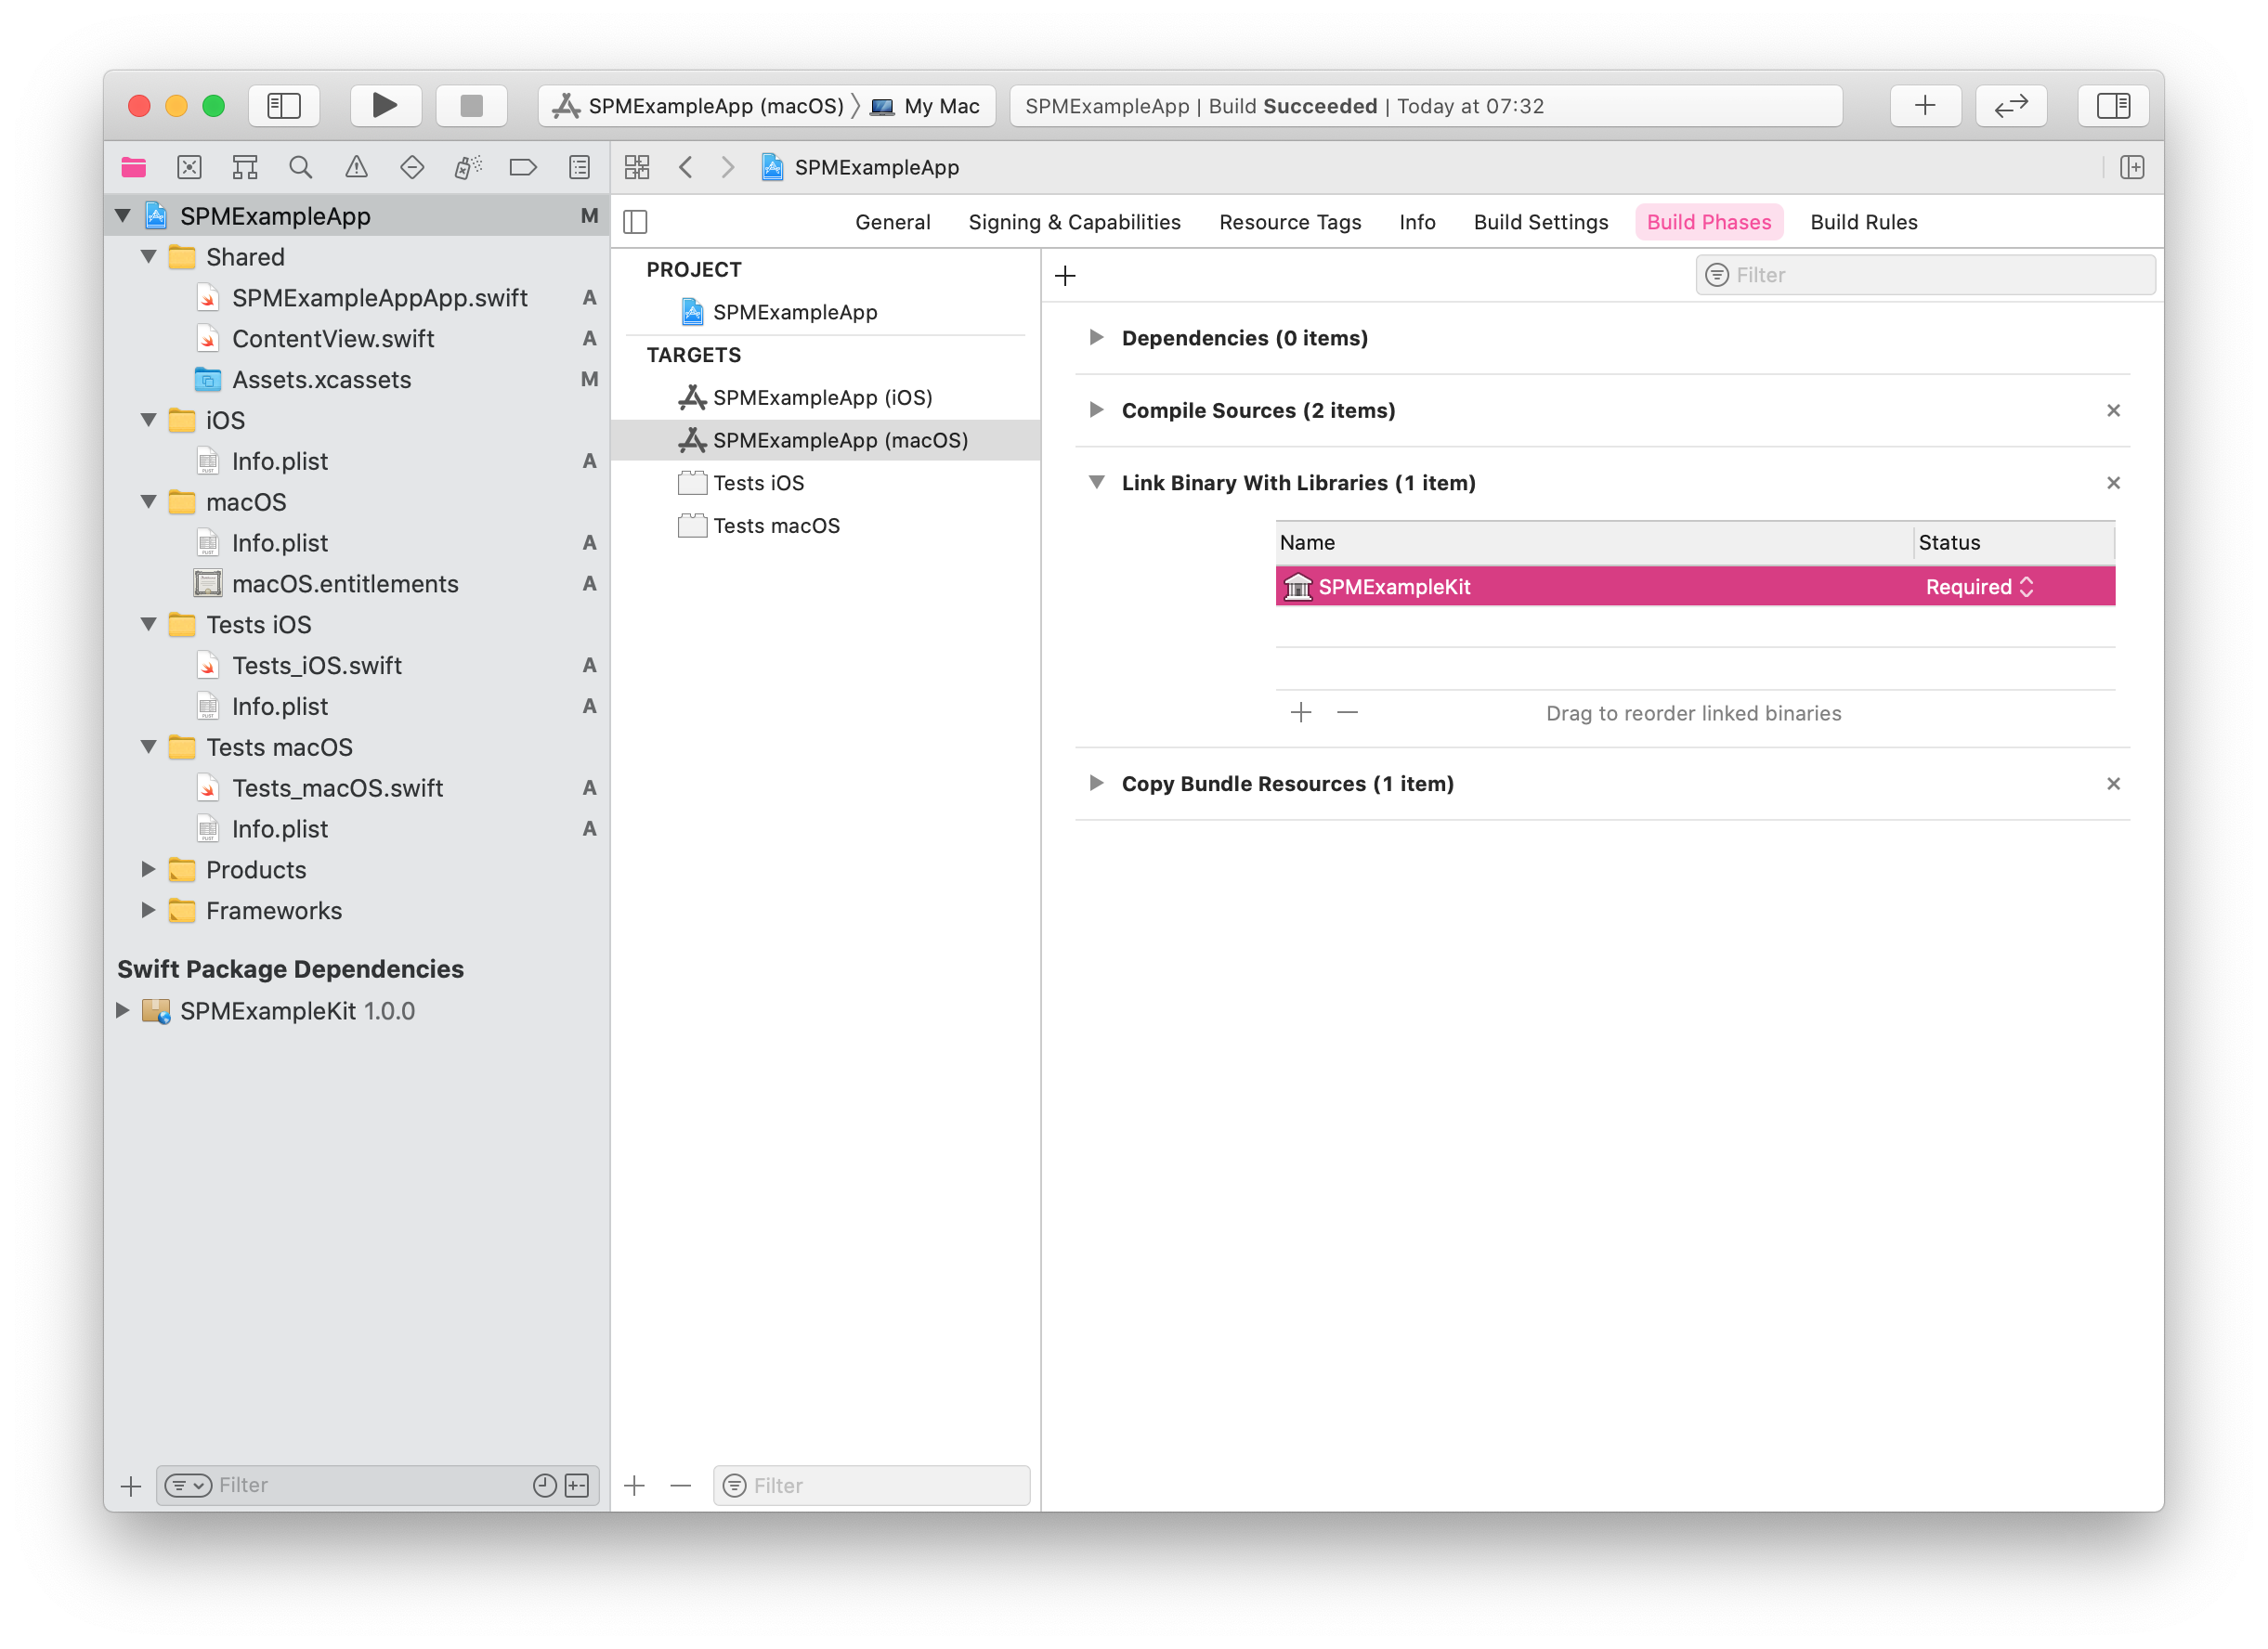 SPMExampleApp (macOS) 〉 My Mac
SPMExampleApp | Build Succeeded | Today at 07:32
SPMExampleApp
SPMExampleApp M
Shared
SPMExampleAppApp.swift A
ContentView.swift A
Assets.xcassets M
iOS
Info.plist A
macOS
Info.plist A
macOS.entitlements A
Tests iOS
Tests_iOS.swift A
Info.plist A
Tests macOS
Tests_macOS.swift A
Info.plist A
Products
Frameworks
Swift Package Dependencies
SPMExampleKit 1.0.0
Filter
General Signing & Capabilities Resource Tags Info Build Settings Build Phases Build Rules
PROJECT
SPMExampleApp
TARGETS
SPMExampleApp (iOS)
SPMExampleApp (macOS)
Tests iOS
Tests macOS
Filter
Filter
Dependencies (0 items)
Compile Sources (2 items)
Link Binary With Libraries (1 item)
Name Status
SPMExampleKit Required
Drag to reorder linked binaries
Copy Bundle Resources (1 item)